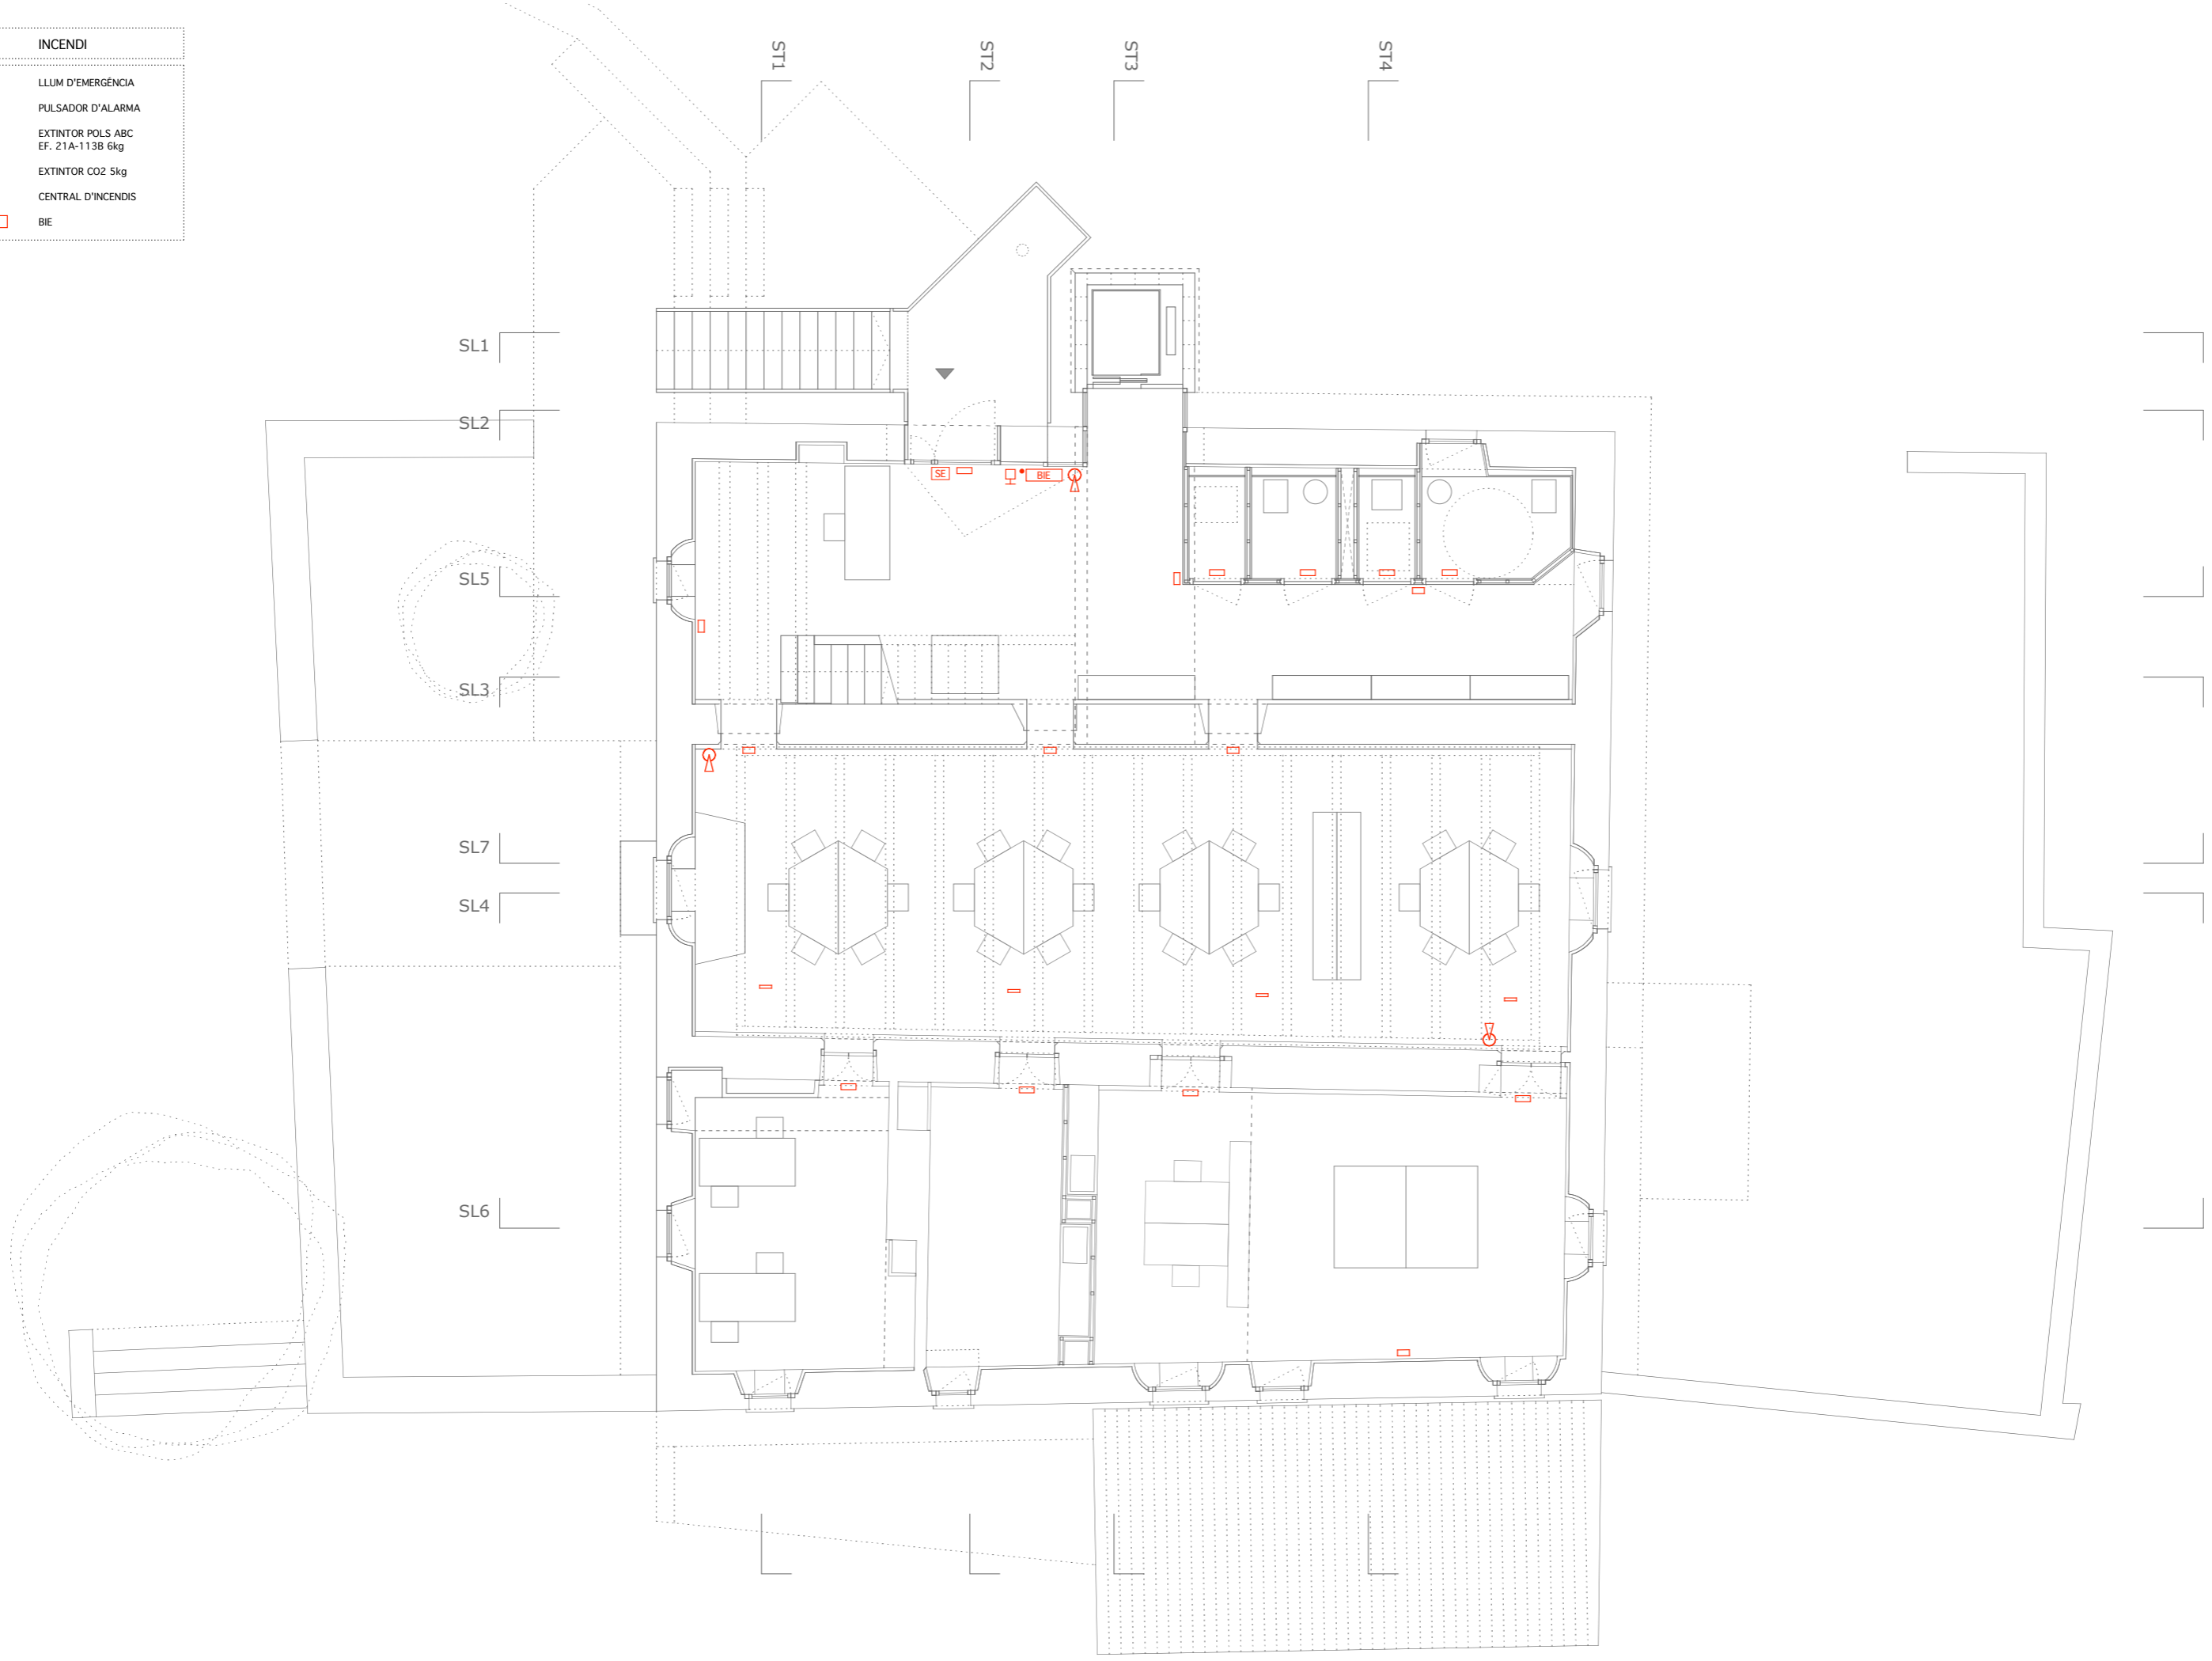 INCENDI
LLUM D'EMERGÈNCIA
PULSADOR D'ALARMA
EXTINTOR POLS ABC
EF. 21A-113B 6kg
EXTINTOR CO2 5kg
CENTRAL D'INCENDIS
BIE
ST1
ST2
ST3
ST4
SL1
SL2
SE
BIE
SL5
SL3
SL7
SL4
SL6